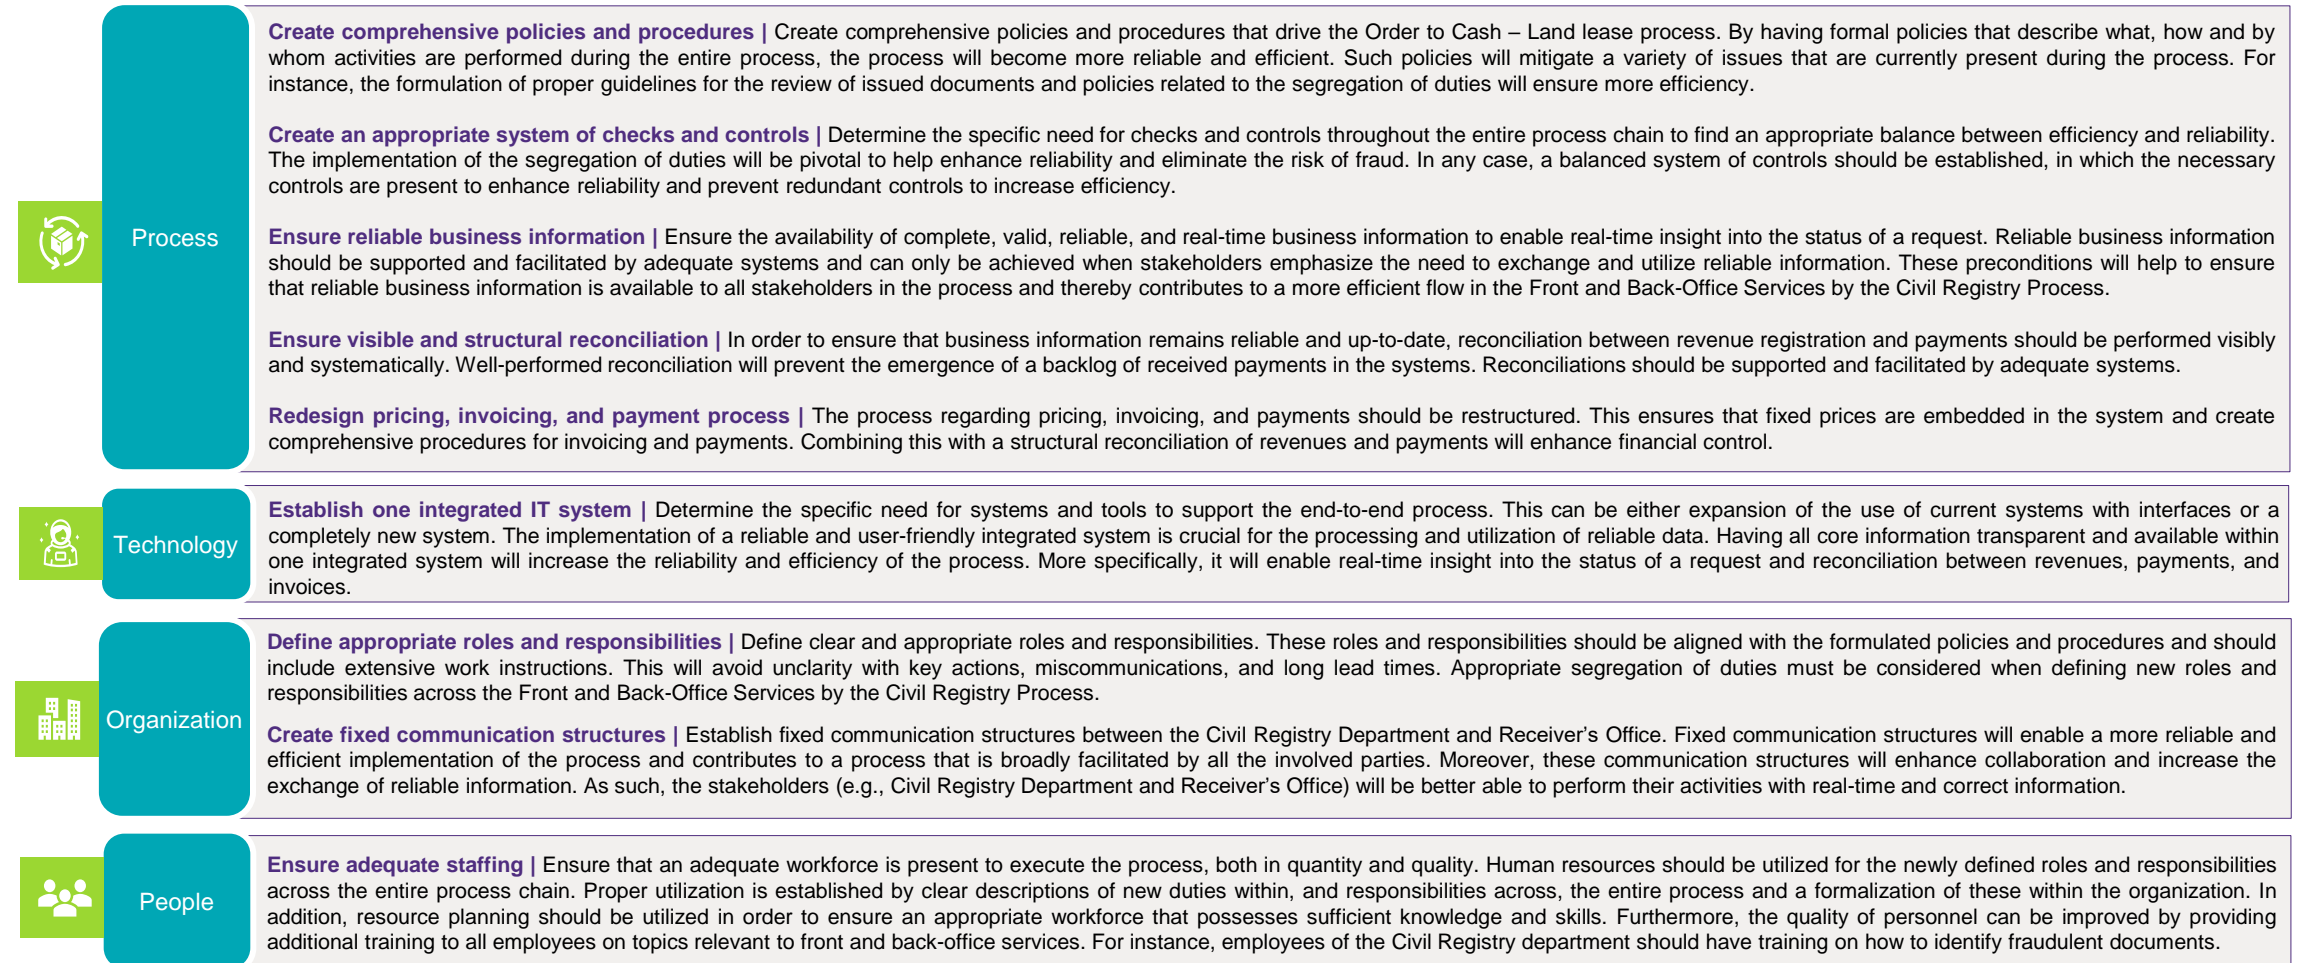 Create comprehensive policies and procedures | Create comprehensive policies and procedures that drive the Order to Cash – Land lease process. By having formal policies that describe what, how and by
whom activities are performed during the entire process, the process will become more reliable and efficient. Such policies will mitigate a variety of issues that are currently present during the process. For
instance, the formulation of proper guidelines for the review of issued documents and policies related to the segregation of duties will ensure more efficiency.
Create an appropriate system of checks and controls | Determine the specific need for checks and controls throughout the entire process chain to find an appropriate balance between efficiency and reliability.
The implementation of the segregation of duties will be pivotal to help enhance reliability and eliminate the risk of fraud. In any case, a balanced system of controls should be established, in which the necessary
controls are present to enhance reliability and prevent redundant controls to increase efficiency.
Process
Ensure reliable business information | Ensure the availability of complete, valid, reliable, and real-time business information to enable real-time insight into the status of a request. Reliable business information
should be supported and facilitated by adequate systems and can only be achieved when stakeholders emphasize the need to exchange and utilize reliable information. These preconditions will help to ensure
that reliable business information is available to all stakeholders in the process and thereby contributes to a more efficient flow in the Front and Back-Office Services by the Civil Registry Process.
Ensure visible and structural reconciliation | In order to ensure that business information remains reliable and up-to-date, reconciliation between revenue registration and payments should be performed visibly
and systematically. Well-performed reconciliation will prevent the emergence of a backlog of received payments in the systems. Reconciliations should be supported and facilitated by adequate systems.
Redesign pricing, invoicing, and payment process | The process regarding pricing, invoicing, and payments should be restructured. This ensures that fixed prices are embedded in the system and create
comprehensive procedures for invoicing and payments. Combining this with a structural reconciliation of revenues and payments will enhance financial control.
Technology
Establish one integrated IT system | Determine the specific need for systems and tools to support the end-to-end process. This can be either expansion of the use of current systems with interfaces or a
completely new system. The implementation of a reliable and user-friendly integrated system is crucial for the processing and utilization of reliable data. Having all core information transparent and available within
one integrated system will increase the reliability and efficiency of the process. More specifically, it will enable real-time insight into the status of a request and reconciliation between revenues, payments, and
invoices.
Organization
Define appropriate roles and responsibilities | Define clear and appropriate roles and responsibilities. These roles and responsibilities should be aligned with the formulated policies and procedures and should
include extensive work instructions. This will avoid unclarity with key actions, miscommunications, and long lead times. Appropriate segregation of duties must be considered when defining new roles and
responsibilities across the Front and Back-Office Services by the Civil Registry Process.
Create fixed communication structures | Establish fixed communication structures between the Civil Registry Department and Receiver's Office. Fixed communication structures will enable a more reliable and
efficient implementation of the process and contributes to a process that is broadly facilitated by all the involved parties. Moreover, these communication structures will enhance collaboration and increase the
exchange of reliable information. As such, the stakeholders (e.g., Civil Registry Department and Receiver's Office) will be better able to perform their activities with real-time and correct information.
People
Ensure adequate staffing | Ensure that an adequate workforce is present to execute the process, both in quantity and quality. Human resources should be utilized for the newly defined roles and responsibilities
across the entire process chain. Proper utilization is established by clear descriptions of new duties within, and responsibilities across, the entire process and a formalization of these within the organization. In
addition, resource planning should be utilized in order to ensure an appropriate workforce that possesses sufficient knowledge and skills. Furthermore, the quality of personnel can be improved by providing
additional training to all employees on topics relevant to front and back-office services. For instance, employees of the Civil Registry department should have training on how to identify fraudulent documents.